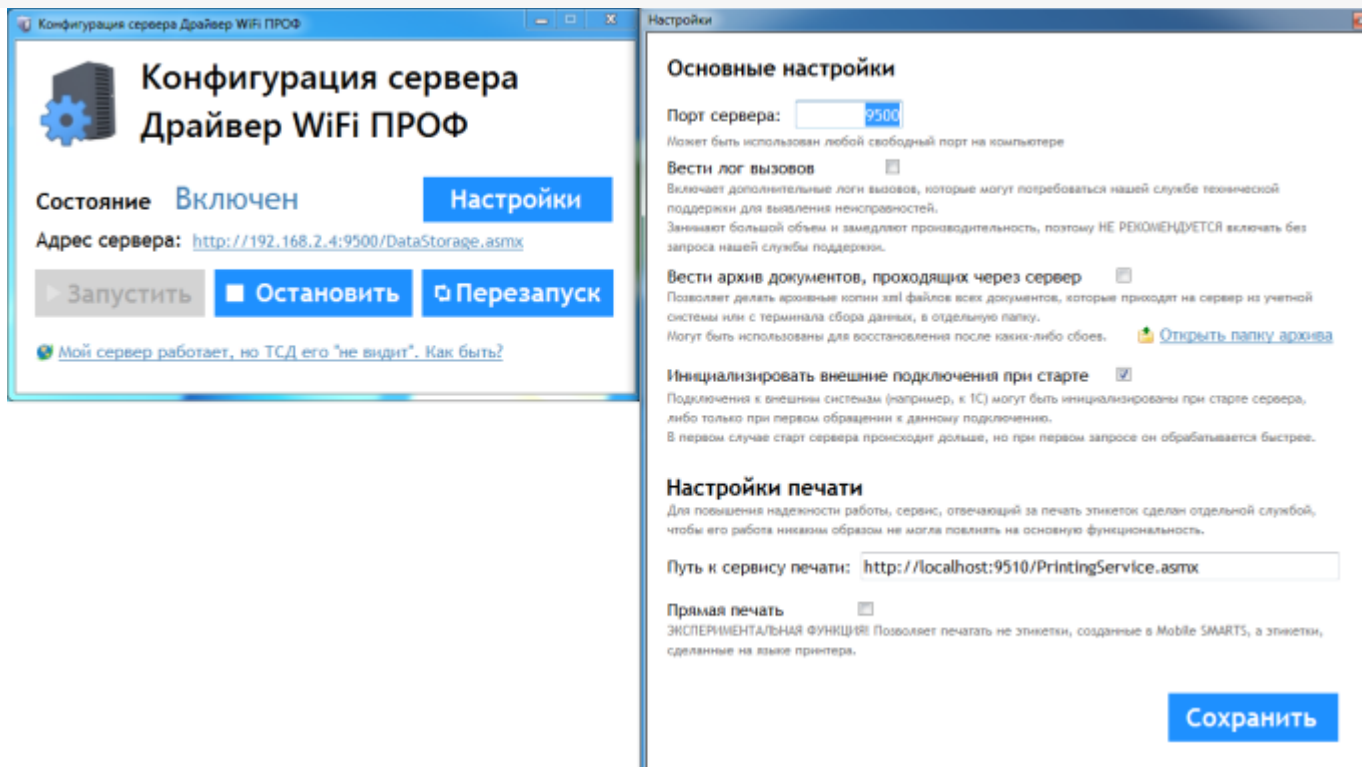 Конфигурация сервера Драйвер WiFi ПРОФ
Конфигурация сервера
Драйвер WiFi ПРОФ
Состояние Включен
Настройки
Адрес сервера: http://192.168.2.4:9500/DataStorage.asmx
Запустить
Остановить
Перезапуск
Мой сервер работает, но ТСД его "не видит". Как быть?
Настройки
Основные настройки
Порт сервера: 9500
Может быть использован любой свободный порт на компьютере
Вести лог вызовов
Включает дополнительные логи вызовов, которые могут потребоваться нашей службе технической
поддержки для выявления неисправностей.
Занимают большой объем и замедляют производительность, поэтому НЕ РЕКОМЕНДУЕТСЯ включать без
запроса нашей службы поддержки.
Вести архив документов, проходящих через сервер
Позволяет делать архивные копии xml файлов всех документов, которые приходят на сервер из учетной
системы или с терминала сбора данных, в отдельную папку.
Могут быть использованы для восстановления после каких-либо сбоев.
Открыть папку архива
Инициализировать внешние подключения при старте
Подключения к внешним системам (например, к 1С) могут быть инициализированы при старте сервера,
либо только при первом обращении к данному подключению.
В первом случае старт сервера происходит дольше, но при первом запросе он обрабатывается быстрее.
Настройки печати
Для повышения надежности работы, сервис, отвечающий за печать этикеток сделан отдельной службой,
чтобы его работа никаким образом не могла повлиять на основную функциональность.
Путь к сервису печати: http://localhost:9510/PrintingService.asmx
Прямая печать
ЭКСПЕРИМЕНТАЛЬНАЯ ФУНКЦИЯ! Позволяет печатать не этикетки, созданные в Mobile SMARTS, а этикетки,
сделанные на языке принтера.
Сохранить